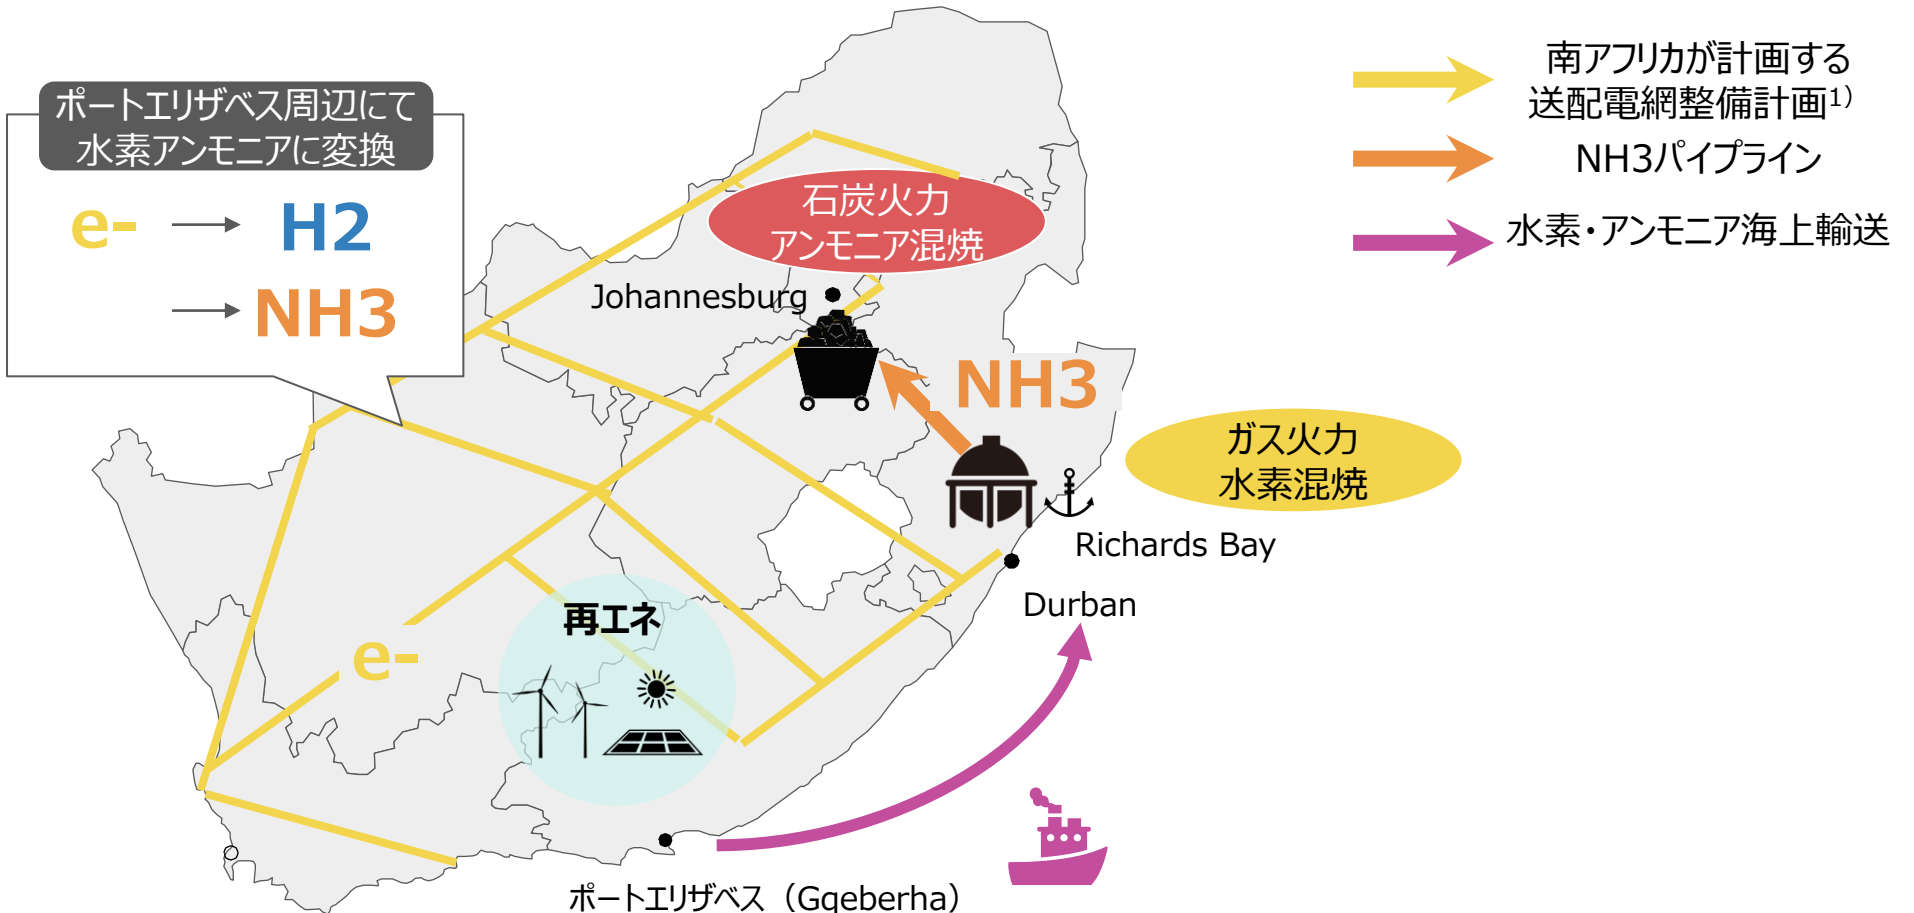 ポートエリザベス周辺にて
水素アンモニアに変換
e- → H2
→ NH3
南アフリカが計画する
送配電網整備計画1)
NH3パイプライン
水素・アンモニア海上輸送
石炭火力
アンモニア混焼
Johannesburg
NH3
ガス火力
水素混焼
Richards Bay
Durban
再エネ
e-
ポートエリザベス（Gqeberha）